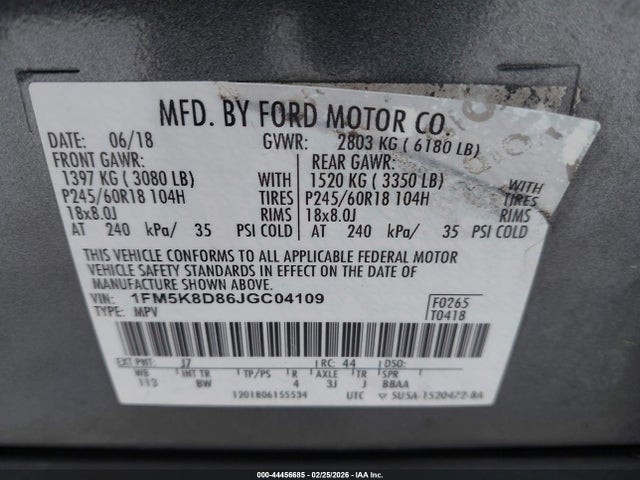 MFD. BY FORD MOTOR CO.
DATE: 06/18 GVWR: 2803 KG ( 6180 LB)
FRONT GAWR: REAR GAWR:
1397 KG ( 3080 LB) WITH 1520 KG ( 3350 LB) WITH
P245/60R18 104H TIRES P245/60R18 104H TIRES
18x8.0J RIMS 18x8.0J RIMS
AT 240 kPa/ 35 PSI COLD AT 240 kPa/ 35 PSI COLD
THIS VEHICLE CONFORMS TO ALL APPLICABLE FEDERAL MOTOR
VEHICLE SAFETY STANDARDS IN EFFECT ON THE DATE OF
MANUFACTURE SHOWN ABOVE.
VIN: 1FM5K8D86JGC04109 F0265
TYPE: MPV T0418
EXT PNT: J7 RC: 44 DSO:
WB INT TR TP/PS R AXLE TR SPR
113 BW 4 3J J BBAA
1201806155534 UTC 5U5A-1520472-BA
000-44456685 - 02/25/2026 - IAA Inc.